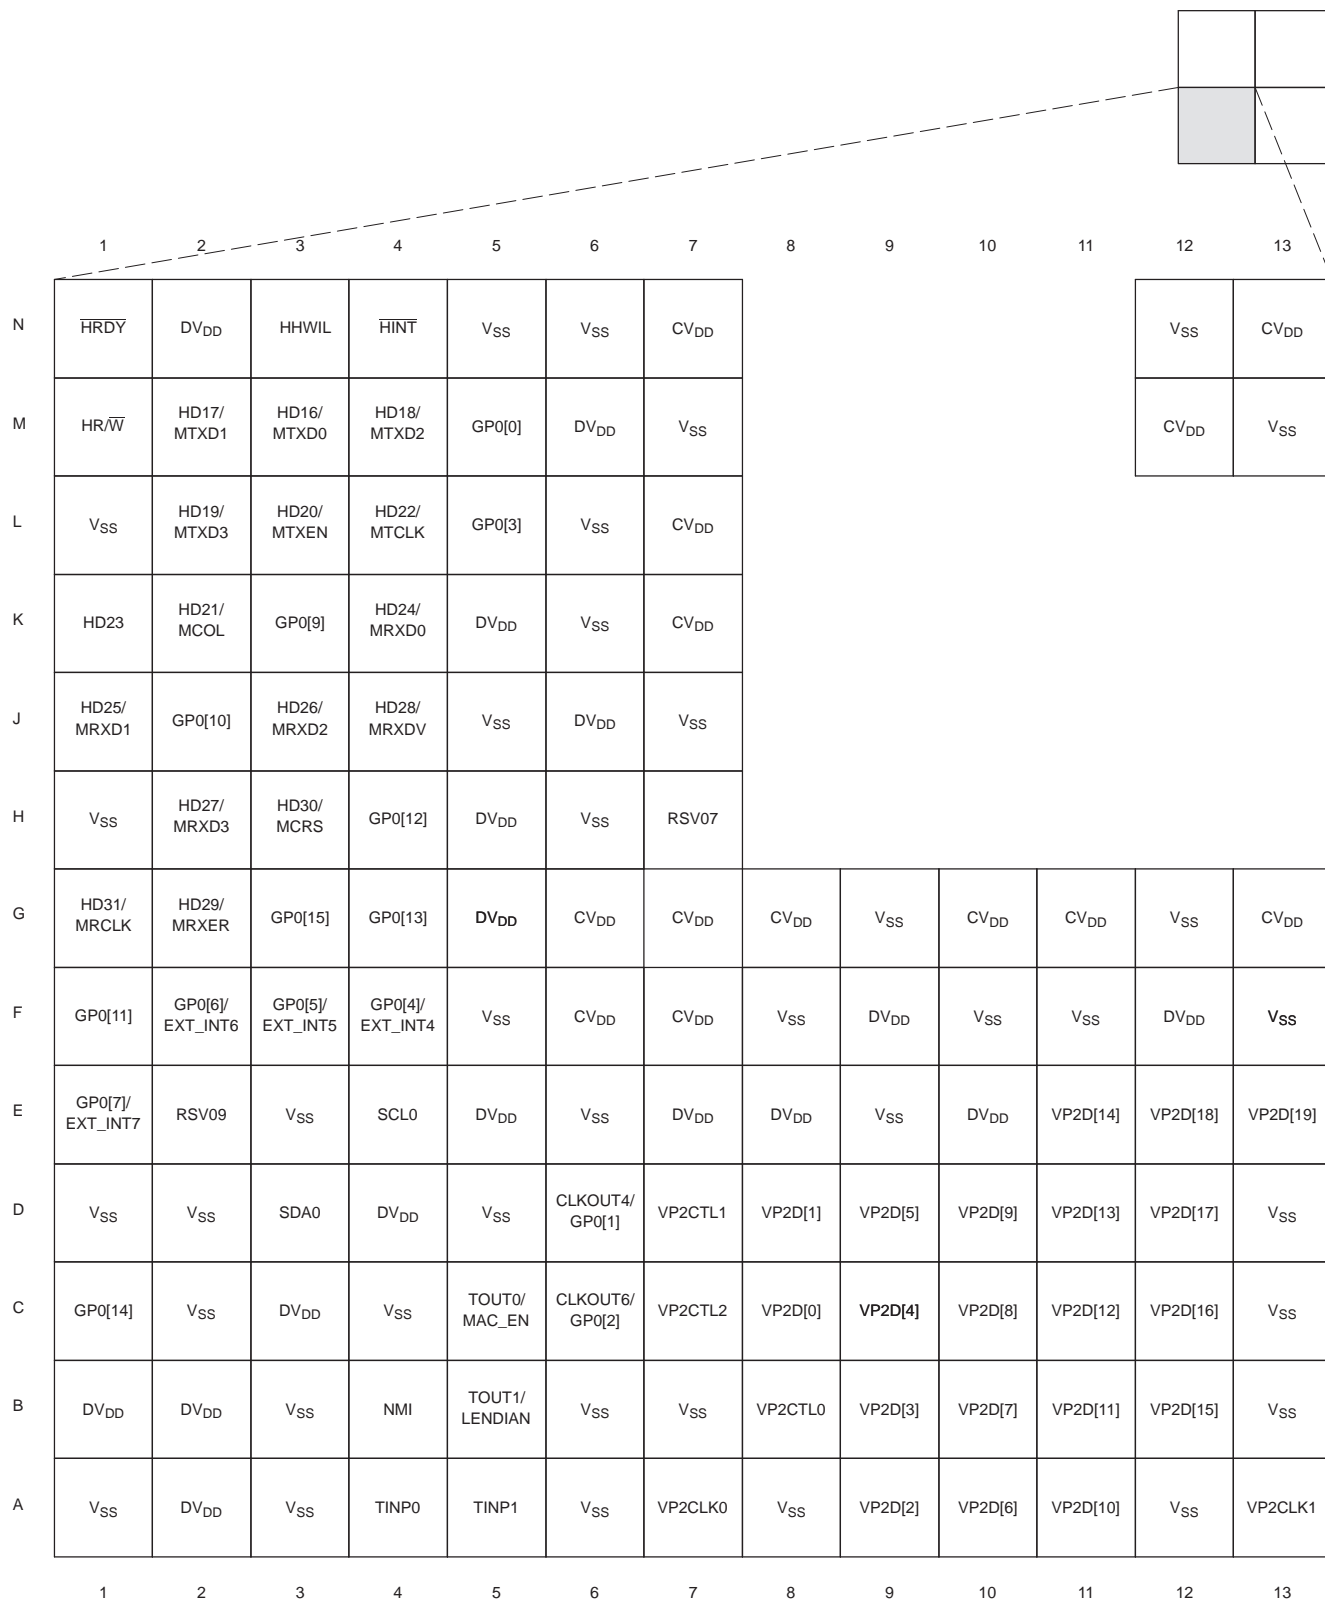 1 2 3 4 5 6 7 8 9 10 11 12 13
N HRDY DVDD HHWIL HINT VSS VSS CVDD VSS CVDD
M HR/W HD17/ MTXD1 HD16/ MTXD0 HD18/ MTXD2 GP0[0] DVDD VSS CVDD VSS
L VSS HD19/ MTXD3 HD20/ MTXEN HD22/ MTCLK GP0[3] VSS CVDD
K HD23 HD21/ MCOL GP0[9] HD24/ MRXD0 DVDD VSS CVDD
J HD25/ MRXD1 GP0[10] HD26/ MRXD2 HD28/ MRXDV VSS DVDD VSS
H VSS HD27/ MRXD3 HD30/ MCRS GP0[12] DVDD VSS RSV07
G HD31/ MRCLK HD29/ MRXER GP0[15] GP0[13] DVDD CVDD CVDD CVDD VSS CVDD CVDD VSS CVDD
F GP0[11] GP0[6]/ EXT_INT6 GP0[5]/ EXT_INT5 GP0[4]/ EXT_INT4 VSS CVDD CVDD VSS DVDD VSS VSS DVDD VSS
E GP0[7]/ EXT_INT7 RSV09 VSS SCL0 DVDD VSS DVDD DVDD VSS DVDD VP2D[14] VP2D[18] VP2D[19]
D VSS VSS SDA0 DVDD VSS CLKOUT4/ GP0[1] VP2CTL1 VP2D[1] VP2D[5] VP2D[9] VP2D[13] VP2D[17] VSS
C GP0[14] VSS DVDD VSS TOUT0/ MAC_EN CLKOUT6/ GP0[2] VP2CTL2 VP2D[0] VP2D[4] VP2D[8] VP2D[12] VP2D[16] VSS
B DVDD DVDD VSS NMI TOUT1/ LENDIAN VSS VSS VP2CTL0 VP2D[3] VP2D[7] VP2D[11] VP2D[15] VSS
A VSS DVDD VSS TINP0 TINP1 VSS VP2CLK0 VSS VP2D[2] VP2D[6] VP2D[10] VSS VP2CLK1
1 2 3 4 5 6 7 8 9 10 11 12 13